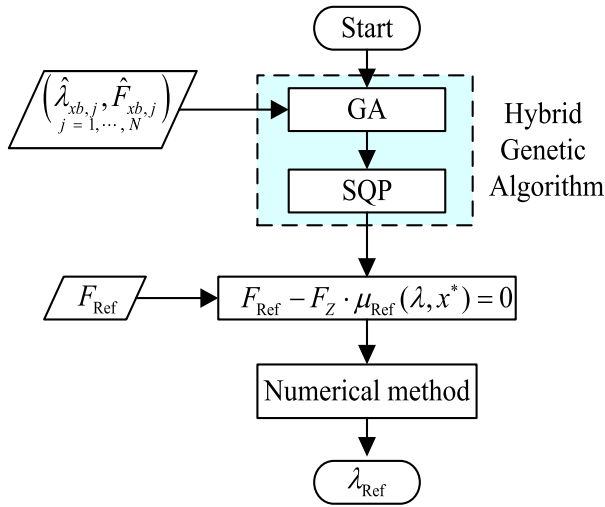 Start
(λ̂xb,j, F̂xb,j)
j = 1,⋯, N
GA
SQP
Hybrid
Genetic
Algorithm
FRef
FRef − FZ · μRef (λ, x*) = 0
Numerical method
λRef